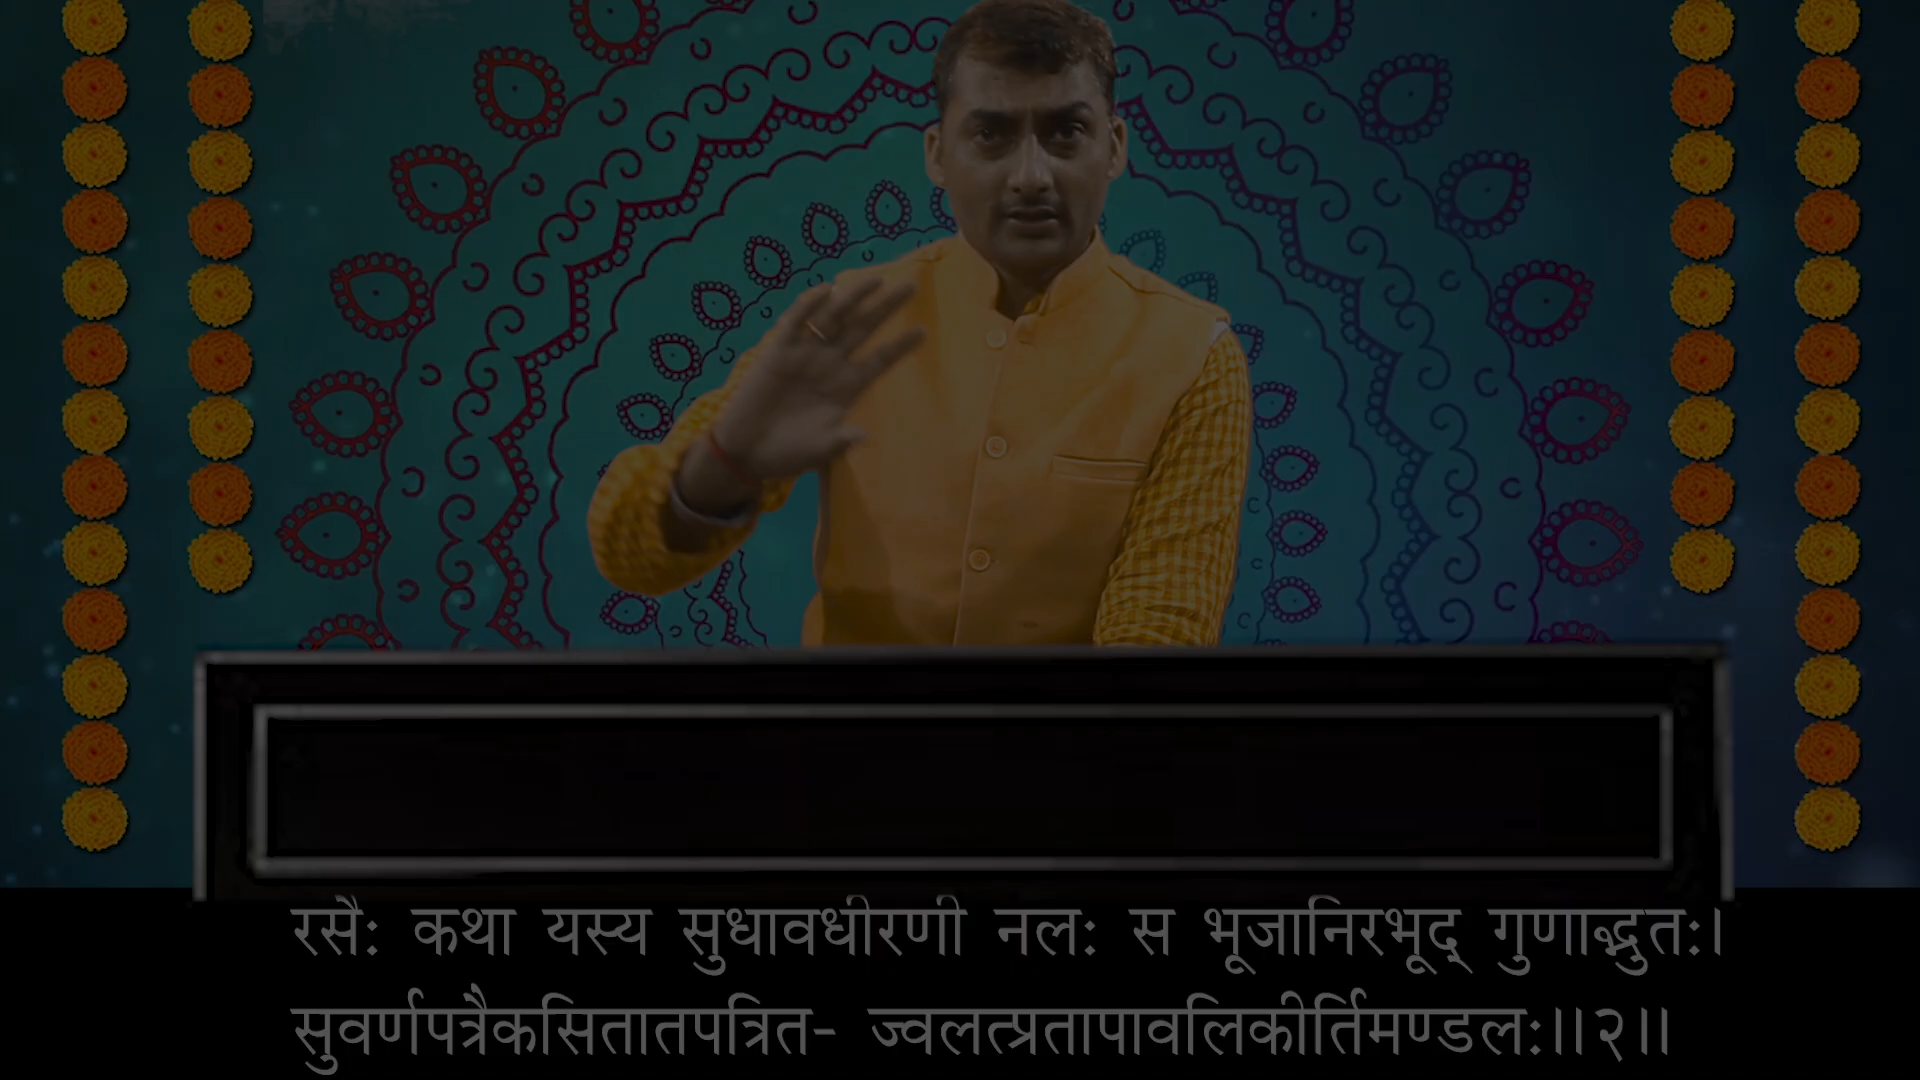 रसैः कथा यस्य सुधावधीरणी नलः स भूजानिरभूद् गुणाद्भुतः।
सुवर्णपत्रैकसितातपत्रित- ज्वलत्प्रतापावलिकीर्तिमण्डलः॥२॥